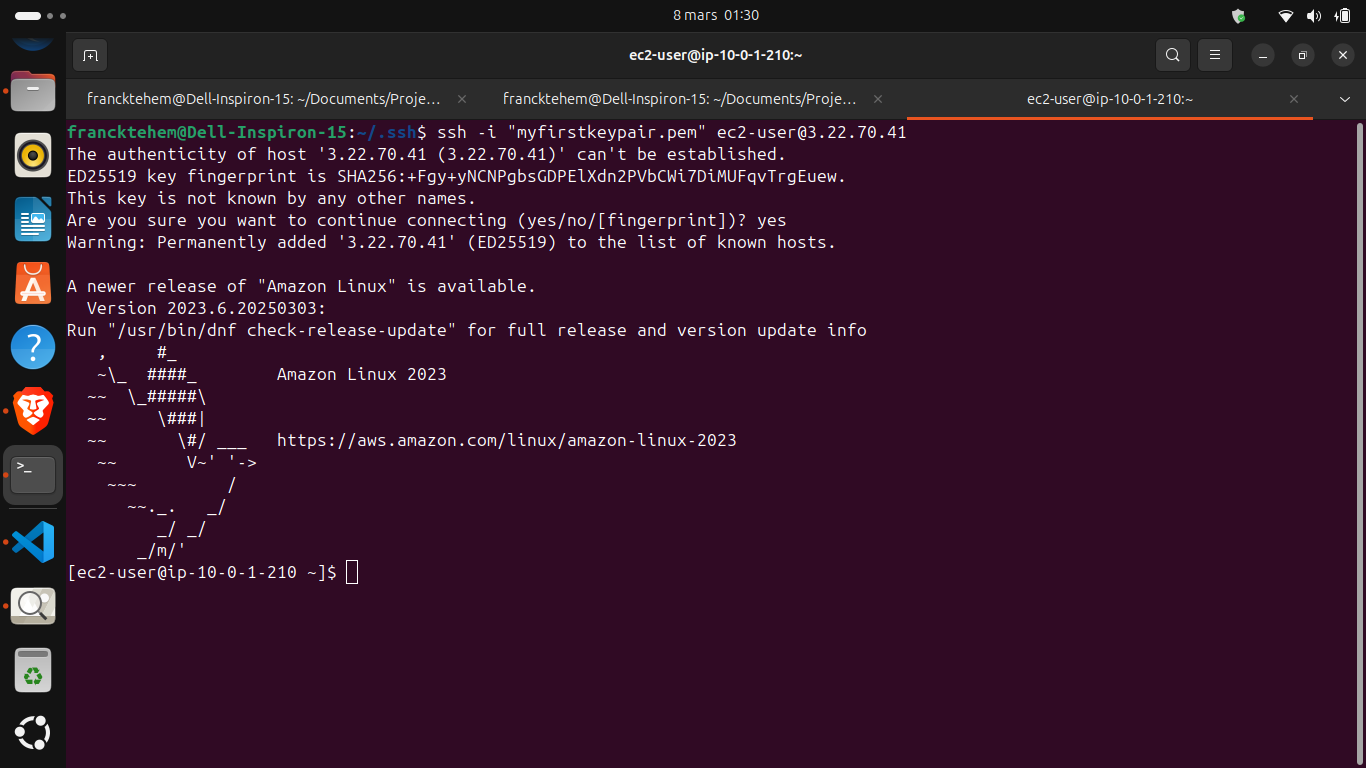 8 mars 01:30
ec2-user@ip-10-0-1-210:~
francktehem@Dell-Inspiron-15: ~/Documents/Proje... francktehem@Dell-Inspiron-15: ~/Documents/Proje... ec2-user@ip-10-0-1-210:~
francktehem@Dell-Inspiron-15:~/.ssh$ ssh -i "myfirstkeypair.pem" ec2-user@3.22.70.41
The authenticity of host '3.22.70.41 (3.22.70.41)' can't be established.
ED25519 key fingerprint is SHA256:+Fgy+yNCNPgbsGDPElXdn2PVbCWi7DiMUFqvTrgEuew.
This key is not known by any other names.
Are you sure you want to continue connecting (yes/no/[fingerprint])? yes
Warning: Permanently added '3.22.70.41' (ED25519) to the list of known hosts.
A newer release of "Amazon Linux" is available.
  Version 2023.6.20250303:
Run "/usr/bin/dnf check-release-update" for full release and version update info
   ,     #_
   ~\_  ####_        Amazon Linux 2023
  ~~  \_#####\
  ~~     \###|
  ~~       \#/ ___   https://aws.amazon.com/linux/amazon-linux-2023
   ~~       V~' '->
    ~~~         /
      ~~._.   _/
         _/ _/
       _/m/'
[ec2-user@ip-10-0-1-210 ~]$